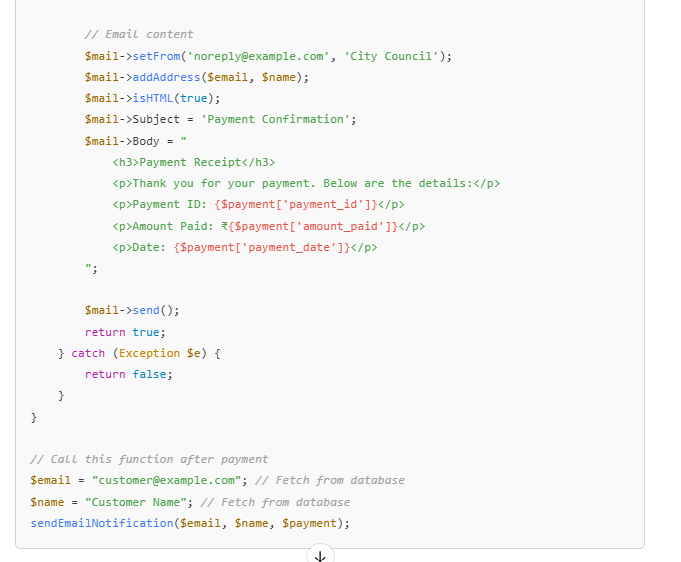 // Email content
$mail->setFrom('noreply@example.com', 'City Council');
$mail->addAddress($email, $name);
$mail->isHTML(true);
$mail->Subject = 'Payment Confirmation';
$mail->Body = "
<h3>Payment Receipt</h3>
<p>Thank you for your payment. Below are the details:</p>
<p>Payment ID: {$payment['payment_id']}</p>
<p>Amount Paid: ₹{$payment['amount_paid']}</p>
<p>Date: {$payment['payment_date']}</p>
";
$mail->send();
return true;
} catch (Exception $e) {
return false;
}
}
// Call this function after payment
$email = "customer@example.com"; // Fetch from database
$name = "Customer Name"; // Fetch from database
sendEmailNotification($email, $name, $payment);